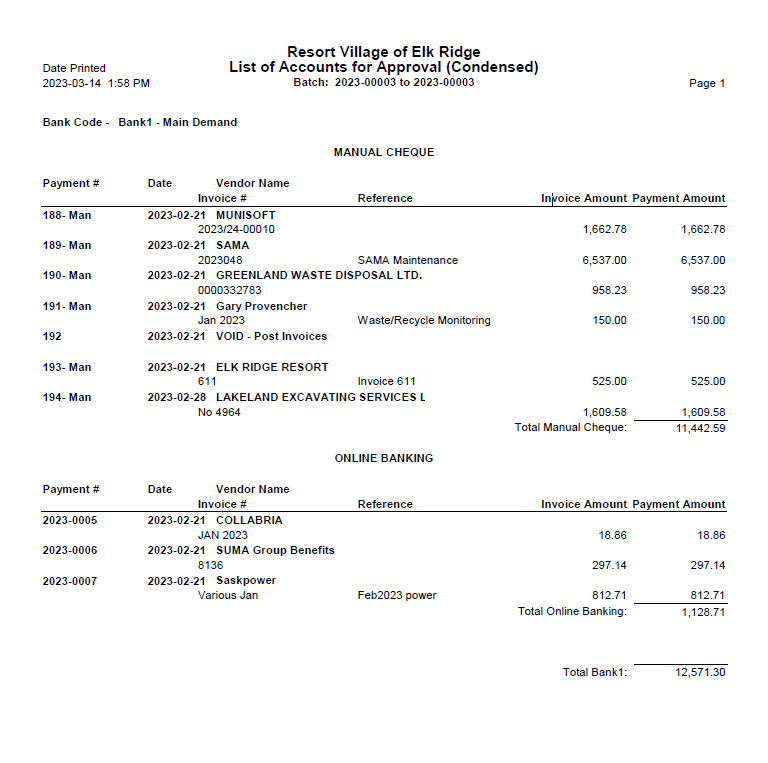 Resort Village of Elk Ridge
Date Printed List of Accounts for Approval (Condensed)
2023-03-14 1:58 PM Batch: 2023-00003 to 2023-00003 Page 1
Bank Code - Bank1 - Main Demand
MANUAL CHEQUE
Payment # Date Vendor Name
Invoice # Reference Invoice Amount Payment Amount
188- Man 2023-02-21 MUNISOFT
2023/24-00010 1,662.78 1,662.78
189- Man 2023-02-21 SAMA
2023048 SAMA Maintenance 6,537.00 6,537.00
190- Man 2023-02-21 GREENLAND WASTE DISPOSAL LTD.
0000332783 958.23 958.23
191- Man 2023-02-21 Gary Provencher
Jan 2023 Waste/Recycle Monitoring 150.00 150.00
192 2023-02-21 VOID - Post Invoices
193- Man 2023-02-21 ELK RIDGE RESORT
611 Invoice 611 525.00 525.00
194- Man 2023-02-28 LAKELAND EXCAVATING SERVICES L
No 4964 1,609.58 1,609.58
Total Manual Cheque: 11,442.59
ONLINE BANKING
Payment # Date Vendor Name
Invoice # Reference Invoice Amount Payment Amount
2023-0005 2023-02-21 COLLABRIA
JAN 2023 18.86 18.86
2023-0006 2023-02-21 SUMA Group Benefits
8136 297.14 297.14
2023-0007 2023-02-21 Saskpower
Various Jan Feb2023 power 812.71 812.71
Total Online Banking: 1,128.71
Total Bank1: 12,571.30